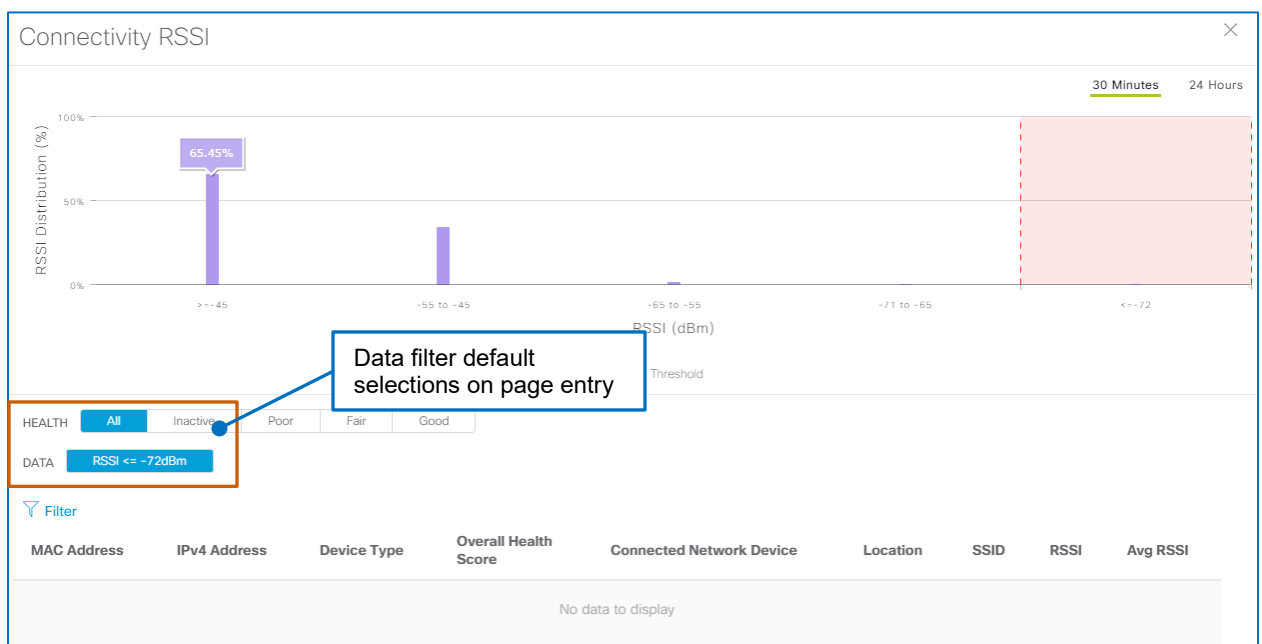 Connectivity RSSI
30 Minutes 24 Hours
RSSI Distribution (%)
100%
50%
0%
65.45%
>=-45 -55 to -45 -65 to -55 -71 to -65 <=-72
RSSI (dBm)
Threshold
Data filter default
selections on page entry
HEALTH All Inactive Poor Fair Good
DATA RSSI <= -72dBm
Filter
MAC Address IPv4 Address Device Type Overall Health Score Connected Network Device Location SSID RSSI Avg RSSI
No data to display